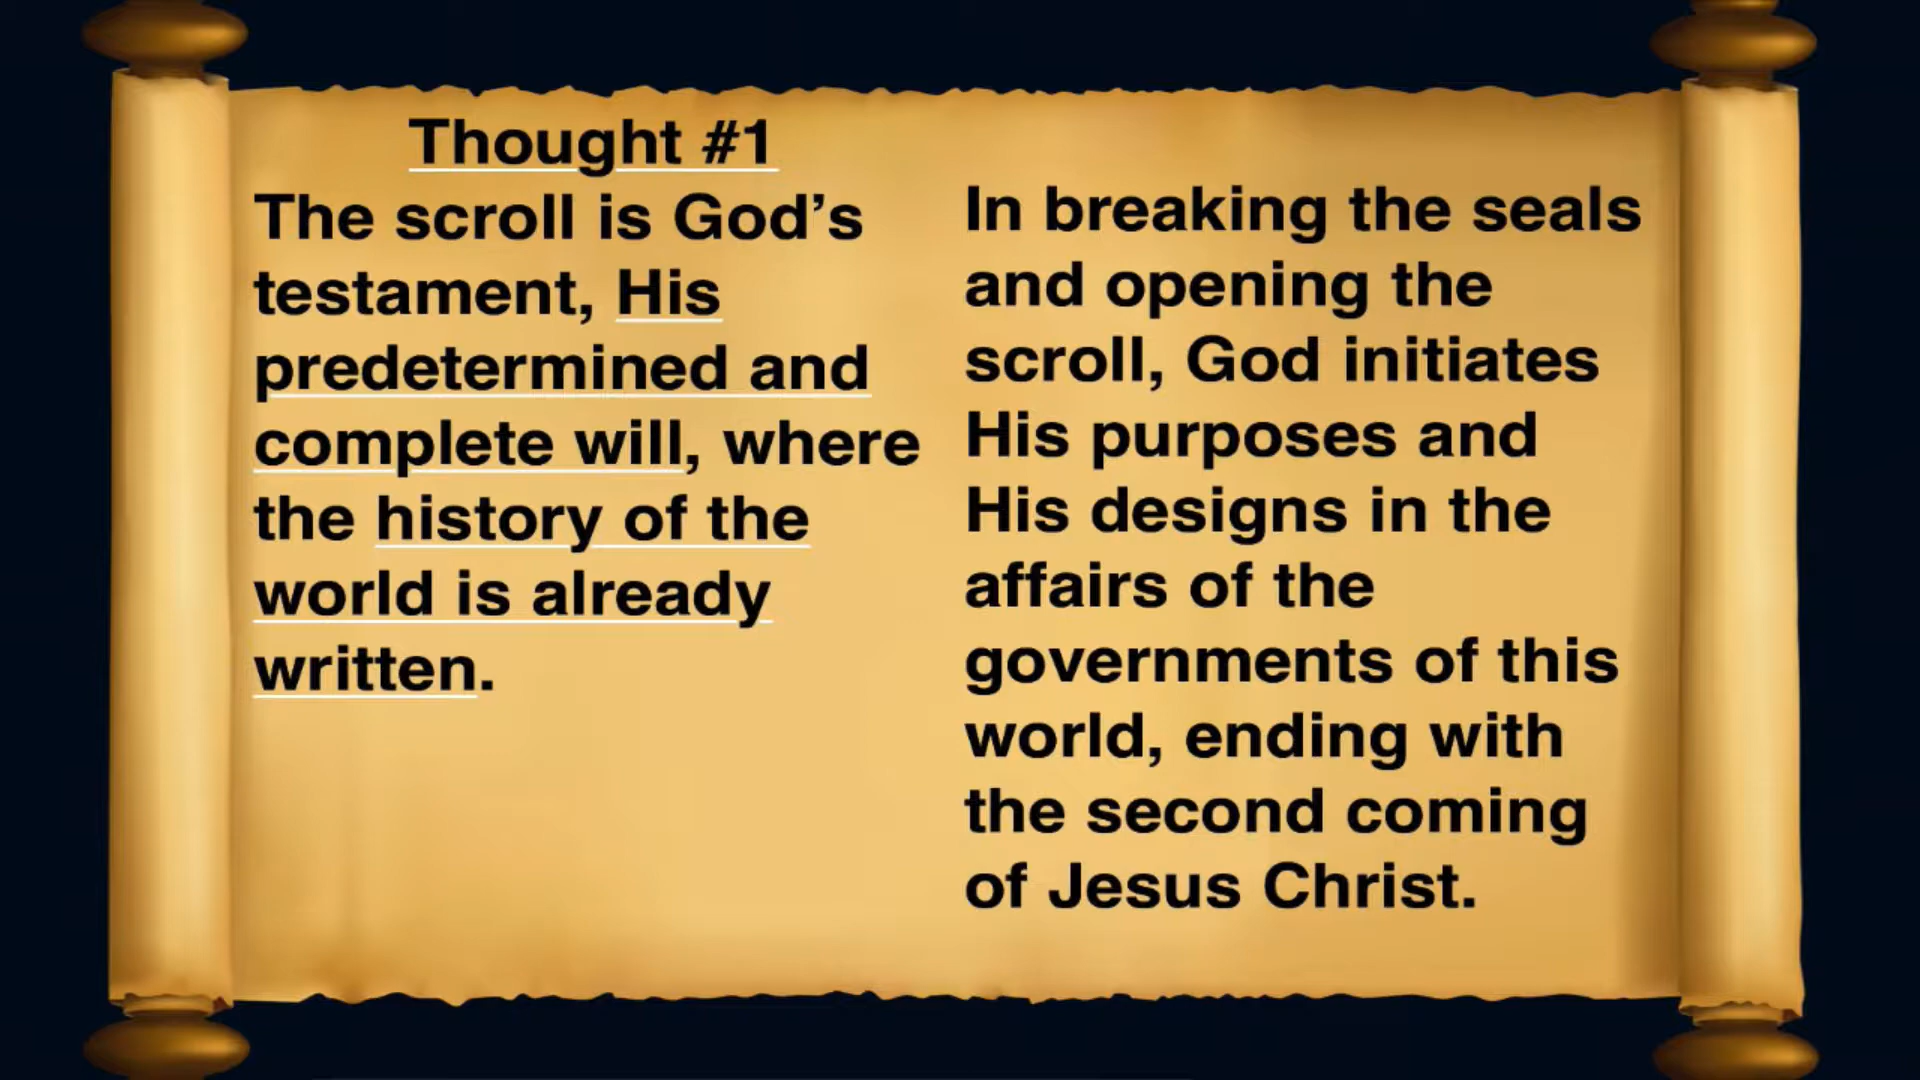 Thought #1
The scroll is God’s
testament, His
predetermined and
complete will, where
the history of the
world is already
written.
In breaking the seals
and opening the
scroll, God initiates
His purposes and
His designs in the
affairs of the
governments of this
world, ending with
the second coming
of Jesus Christ.